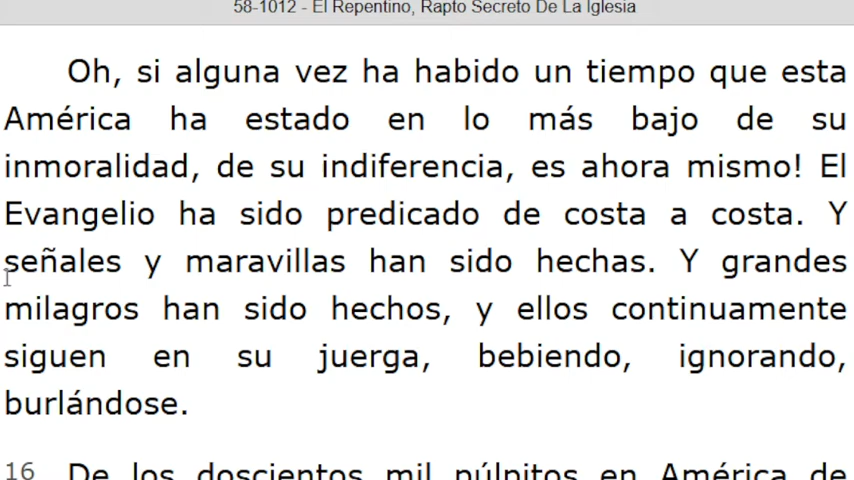 58-1012 - El Repentino, Rapto Secreto De La Iglesia
Oh, si alguna vez ha habido un tiempo que esta
América ha estado en lo más bajo de su
inmoralidad, de su indiferencia, es ahora mismo! El
Evangelio ha sido predicado de costa a costa. Y
señales y maravillas han sido hechas. Y grandes
milagros han sido hechos, y ellos continuamente
siguen en su juerga, bebiendo, ignorando,
burlándose.
16 De los doscientos mil púlpitos en América de